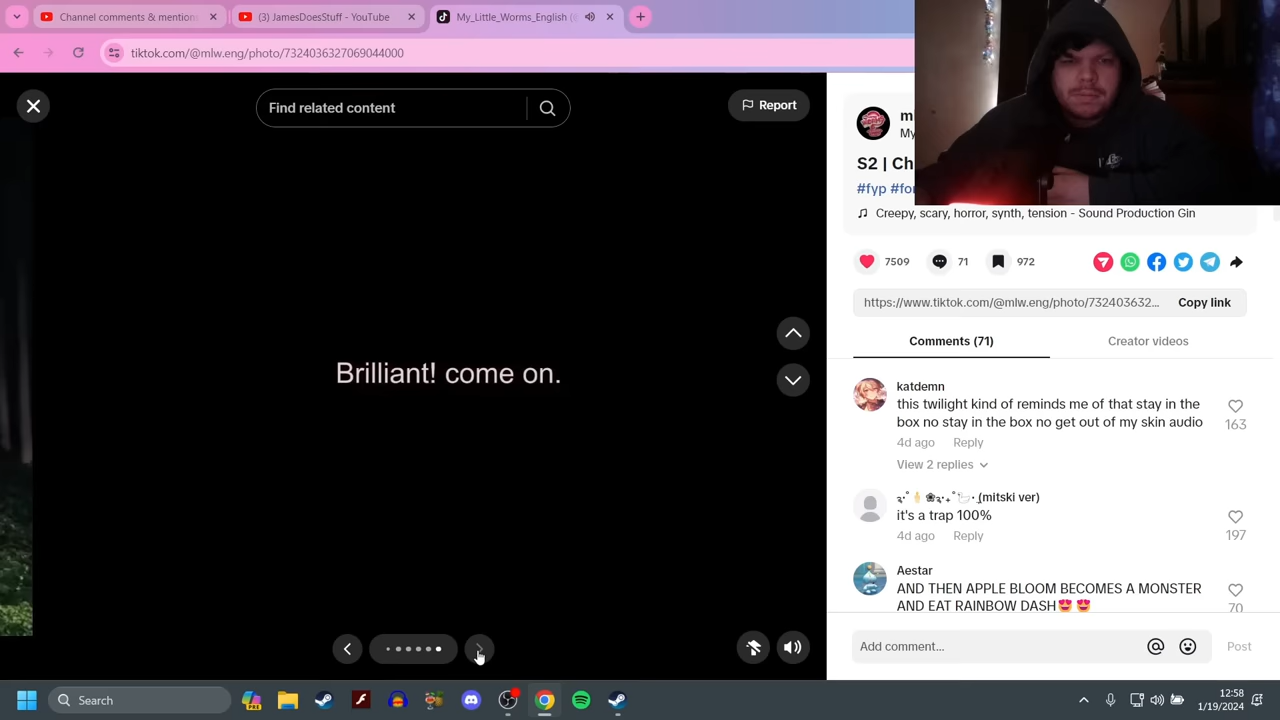 Channel comments & mention
(3) JamesDoesStuff - YouTube
My_Little_Worms_English (@
tiktok.com/@mlw.eng/photo/7324036327069044000
Find related content
Report
Brilliant! come on.
My
S2 | Ch
#fyp #for
Creepy, scary, horror, synth, tension - Sound Production Gin
7509
71
972
https://www.tiktok.com/@mlw.eng/photo/732403632...
Copy link
Comments (71)
Creator videos
katdemn
this twilight kind of reminds me of that stay in the
box no stay in the box no get out of my skin audio
163
4d ago
Reply
View 2 replies
(mitski ver)
it's a trap 100%
197
4d ago
Reply
Aestar
AND THEN APPLE BLOOM BECOMES A MONSTER
AND EAT RAINBOW DASH😍 😍
70
Add comment...
Post
Search
PRE
12:58
1/19/2024